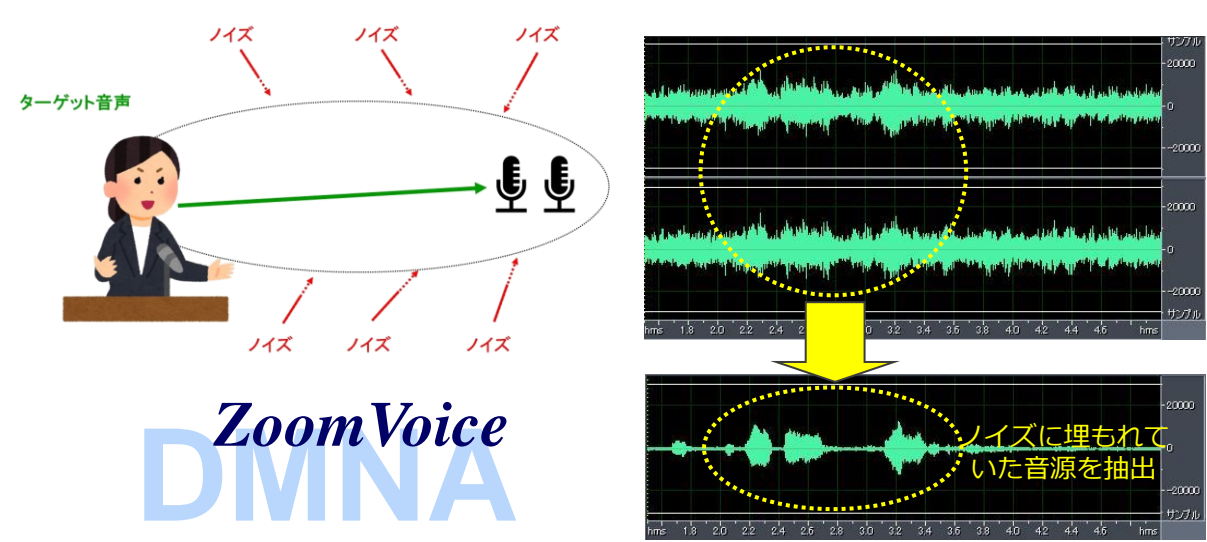 ノイズ
ノイズ
ノイズ
ターゲット音声
ノイズ
ノイズ
ノイズ
ZoomVoice
DMNA
サンプル
20000
0
-20000
20000
0
-20000
サンプル
hms 1.8 2.0 2.2 2.4 2.6 0 3.2 3.4 3.6 3.8 4.0 4.2 4.4 4.6 hms
20000
0
-20000
サンプル
ノイズに埋もれて
いた音源を抽出
hms 1.8 2.0 2.2 2.4 2.6 2.8 3.0 3.2 3.4 3.6 3.8 4.0 4.2 4.4 4.6 hms